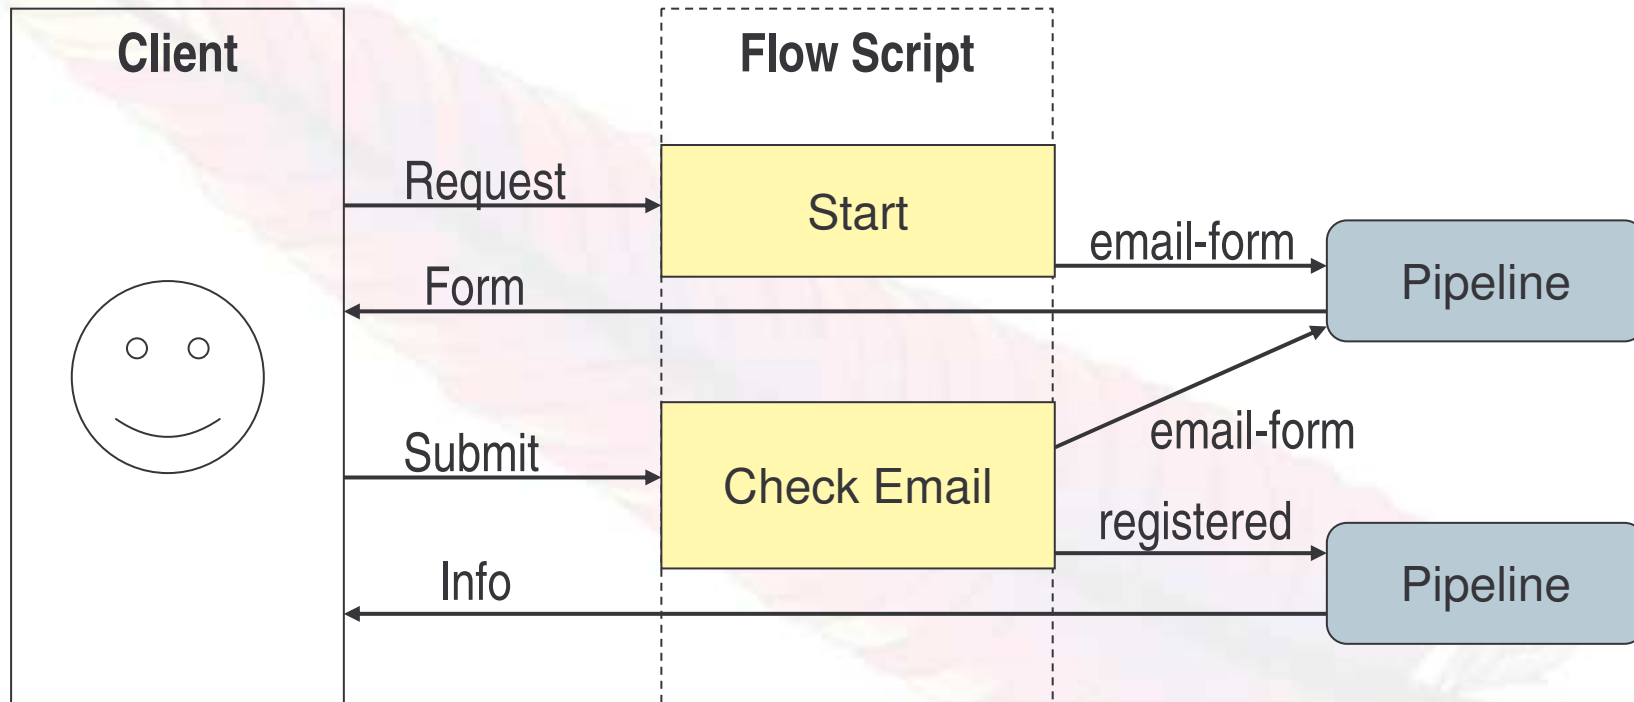 Client
Flow Script
Request
Start
email-form
Form
Pipeline
Submit
Check Email
email-form
registered
Info
Pipeline